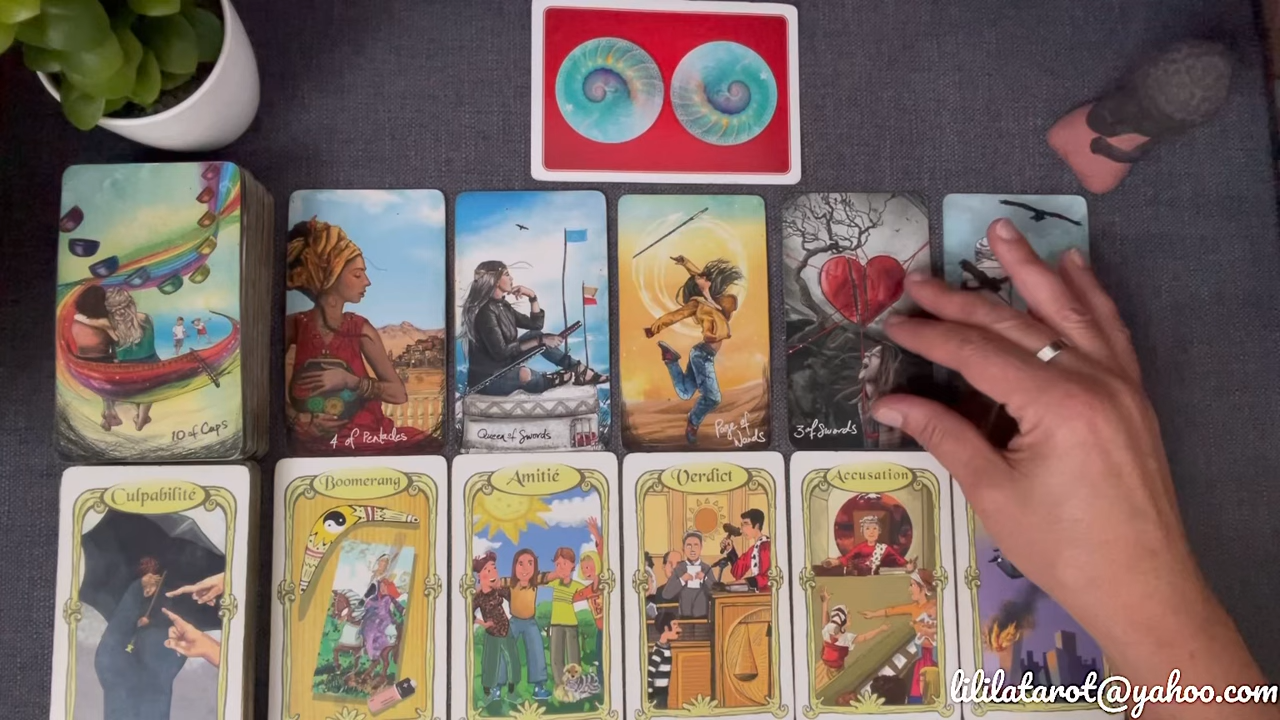 10 of Cups
4 of Pentacles
Queen of Swords
Page of Wands
3 of Swords
Culpabilité
Boomerang
Amitié
Verdict
Accusation
lililatarot@yahoo.com